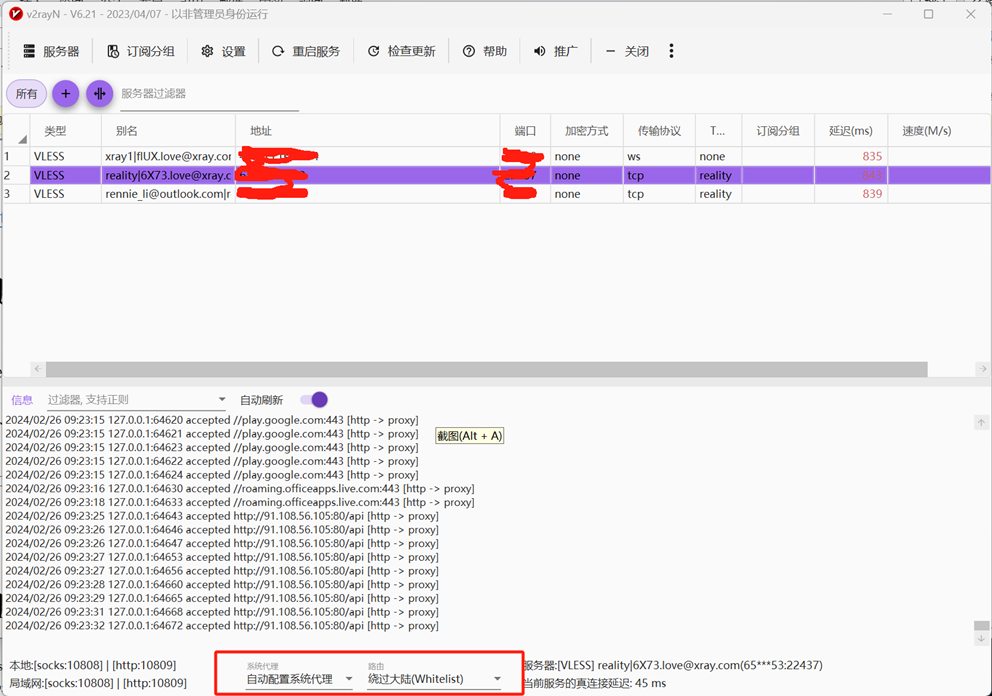 v2rayN - V6.21 - 2023/04/07 - 以非管理员身份运行
服务器 订阅分组 设置 重启服务 检查更新 帮助 推广 关闭
所有 服务器过滤器
类型 别名 地址 端口 加密方式 传输协议 T... 订阅分组 延迟(ms) 速度(M/s)
1 VLESS xray1|flUX.love@xray.cor none ws none 835
2 VLESS reality|6X73.love@xray.c none tcp reality 843
3 VLESS rennie_li@outlook.com|r none tcp reality 839
信息 过滤器, 支持正则 自动刷新
2024/02/26 09:23:15 127.0.0.1:64620 accepted //play.google.com:443 [http -> proxy]
2024/02/26 09:23:15 127.0.0.1:64621 accepted //play.google.com:443 [http -> proxy]
截图(Alt + A)
2024/02/26 09:23:15 127.0.0.1:64623 accepted //play.google.com:443 [http -> proxy]
2024/02/26 09:23:15 127.0.0.1:64622 accepted //play.google.com:443 [http -> proxy]
2024/02/26 09:23:15 127.0.0.1:64624 accepted //play.google.com:443 [http -> proxy]
2024/02/26 09:23:16 127.0.0.1:64630 accepted //roaming.officeapps.live.com:443 [http -> proxy]
2024/02/26 09:23:18 127.0.0.1:64633 accepted //roaming.officeapps.live.com:443 [http -> proxy]
2024/02/26 09:23:25 127.0.0.1:64643 accepted http://91.108.56.105:80/api [http -> proxy]
2024/02/26 09:23:26 127.0.0.1:64646 accepted http://91.108.56.105:80/api [http -> proxy]
2024/02/26 09:23:26 127.0.0.1:64647 accepted http://91.108.56.105:80/api [http -> proxy]
2024/02/26 09:23:27 127.0.0.1:64653 accepted http://91.108.56.105:80/api [http -> proxy]
2024/02/26 09:23:27 127.0.0.1:64656 accepted http://91.108.56.105:80/api [http -> proxy]
2024/02/26 09:23:28 127.0.0.1:64660 accepted http://91.108.56.105:80/api [http -> proxy]
2024/02/26 09:23:29 127.0.0.1:64665 accepted http://91.108.56.105:80/api [http -> proxy]
2024/02/26 09:23:31 127.0.0.1:64668 accepted http://91.108.56.105:80/api [http -> proxy]
2024/02/26 09:23:32 127.0.0.1:64672 accepted http://91.108.56.105:80/api [http -> proxy]
本地:[socks:10808] | [http:10809]
局域网:[socks:10808] | [http:10809]
系统代理
自动配置系统代理
路由
绕过大陆(Whitelist)
服务器:[VLESS] reality|6X73.love@xray.com(65***53:22437)
当前服务的真连接延迟: 45 ms